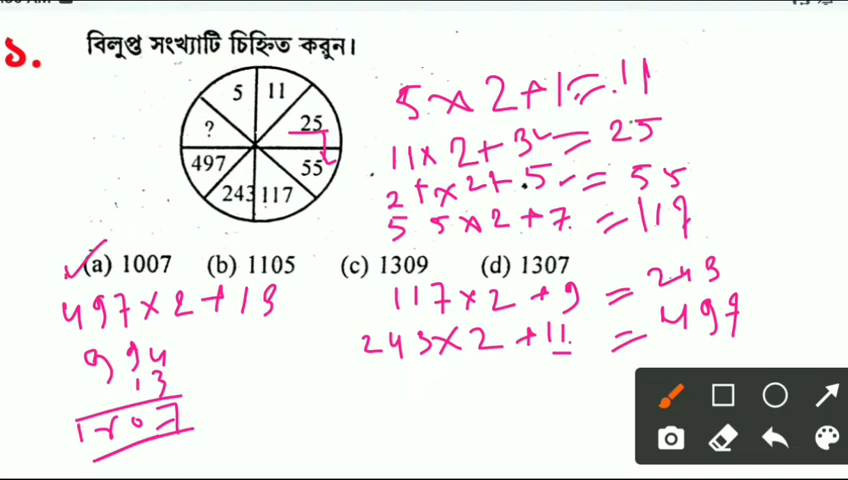 ১.
বিলুপ্ত সংখ্যাটি চিহ্নিত করুন।
5 11
? 25
497 55
243 117
5 × 2 + 1 = 11
11 × 2 + 3 = 25
25 × 2 + 5 = 55
55 × 2 + 7 = 117
(a) 1007 (b) 1105 (c) 1309 (d) 1307
117 × 2 + 9 = 243
243 × 2 + 11 = 497
497 × 2 + 13
994
13
1007